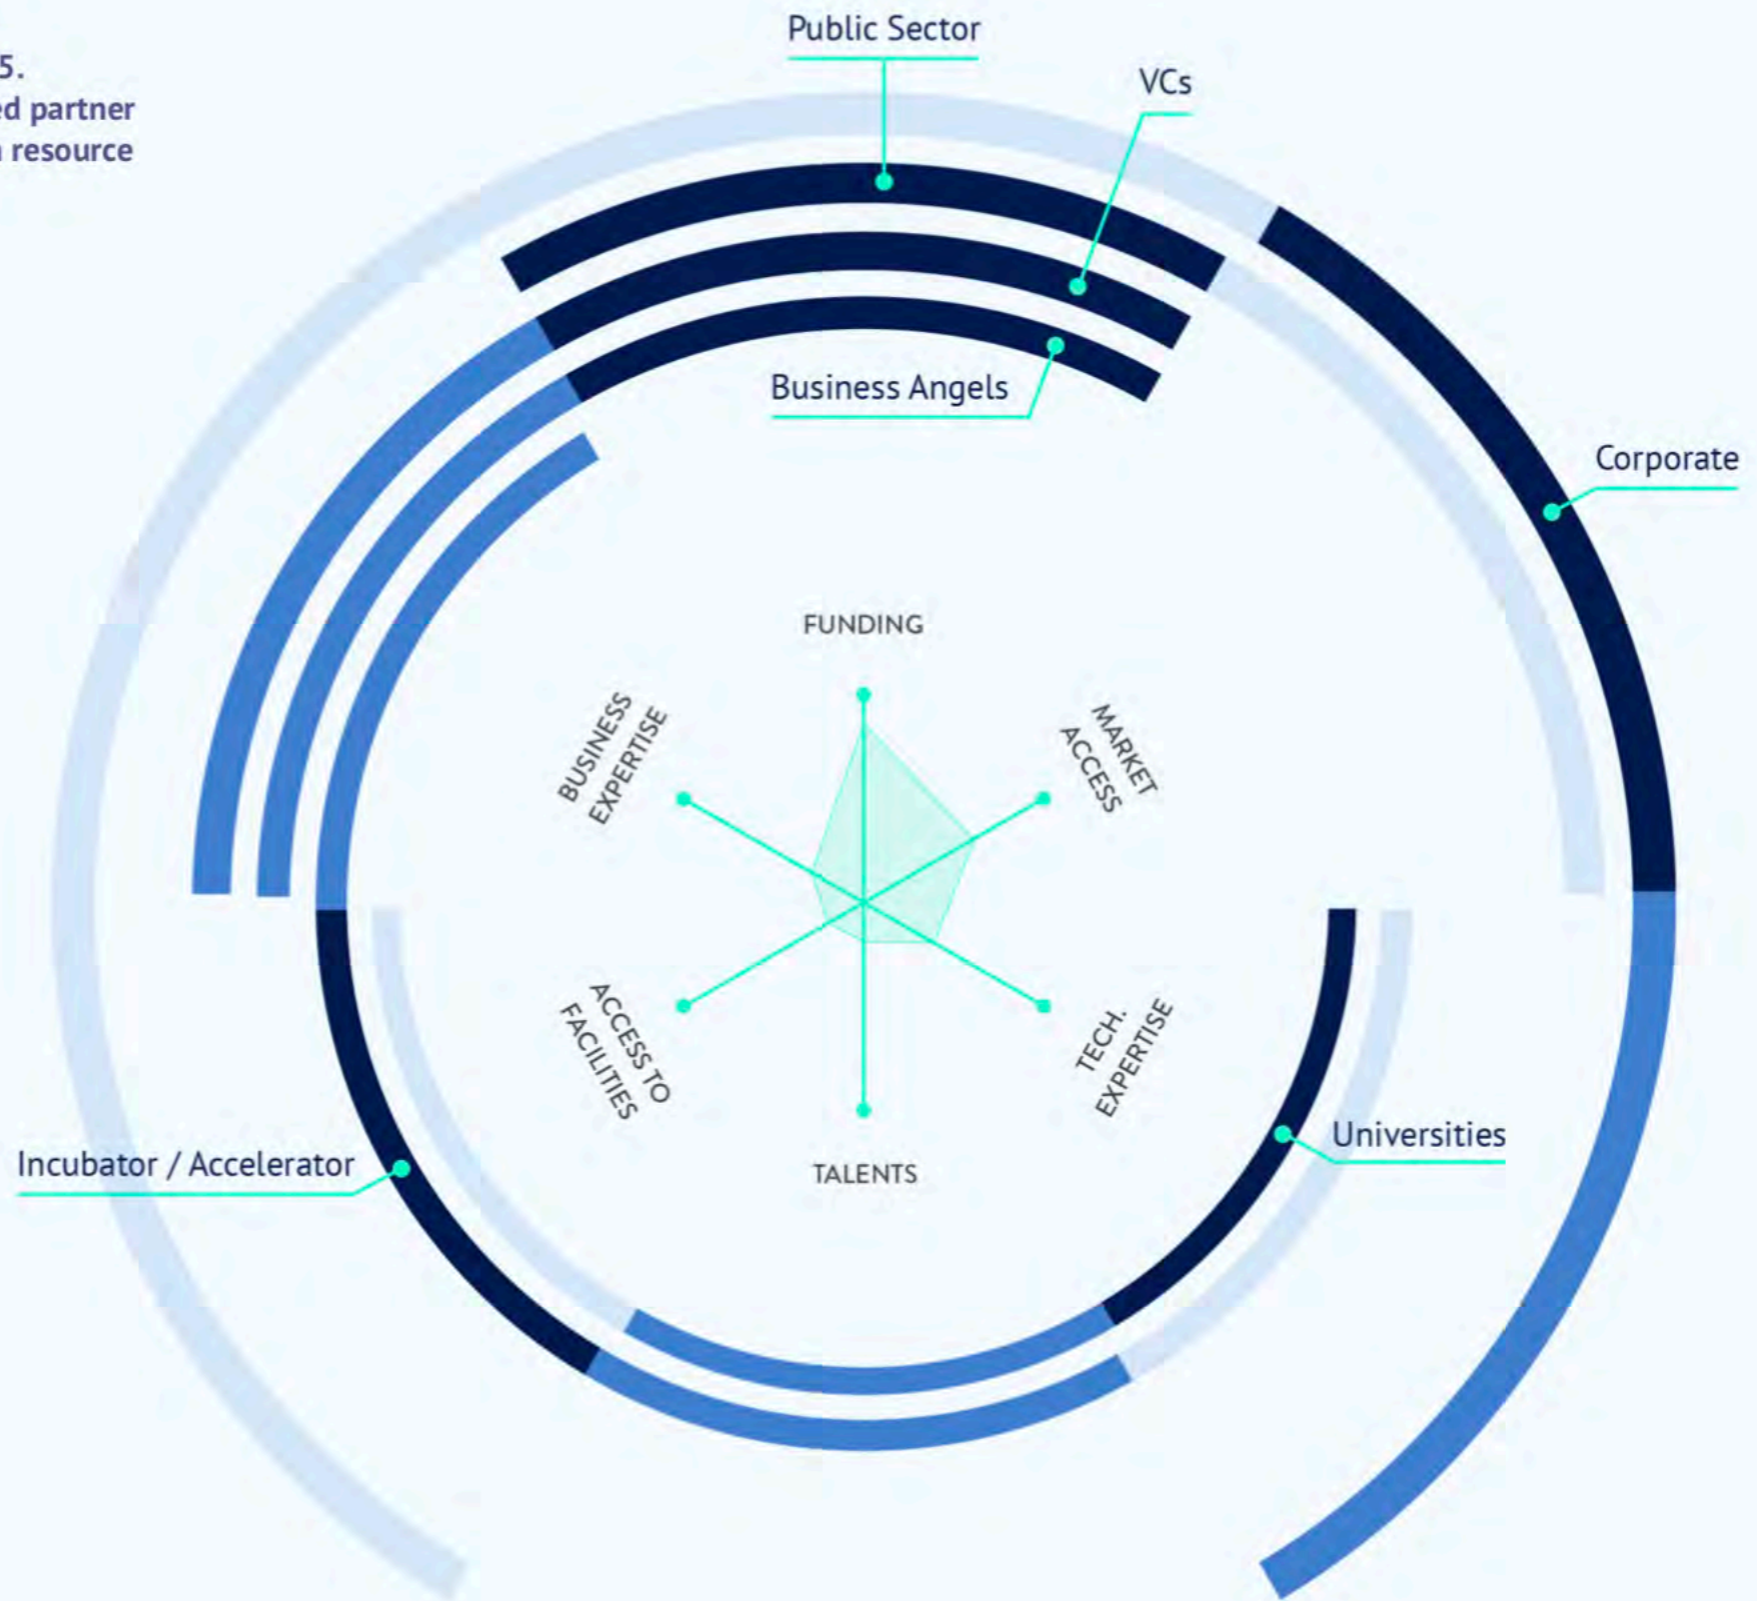 5.
ed partner
resource
Public Sector
VCs
Business Angels
Corporate
FUNDING
BUSINESS
EXPERTISE
MARKET
ACCESS
ACCESS TO
FACILITIES
TECH.
EXPERTISE
TALENTS
Universities
Incubator / Accelerator